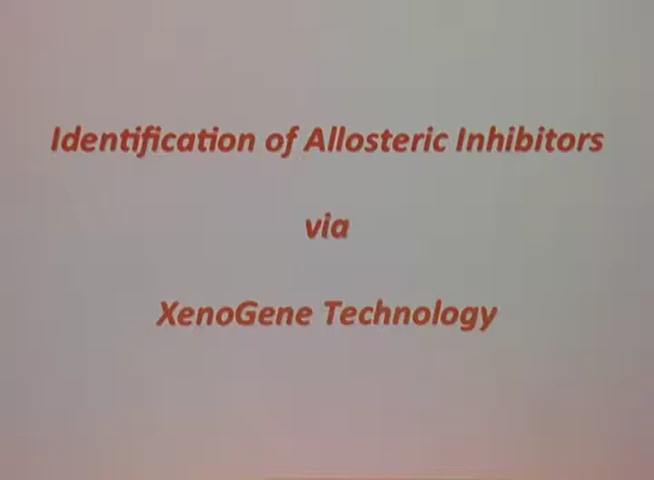 Identification of Allosteric Inhibitors
via
XenoGene Technology